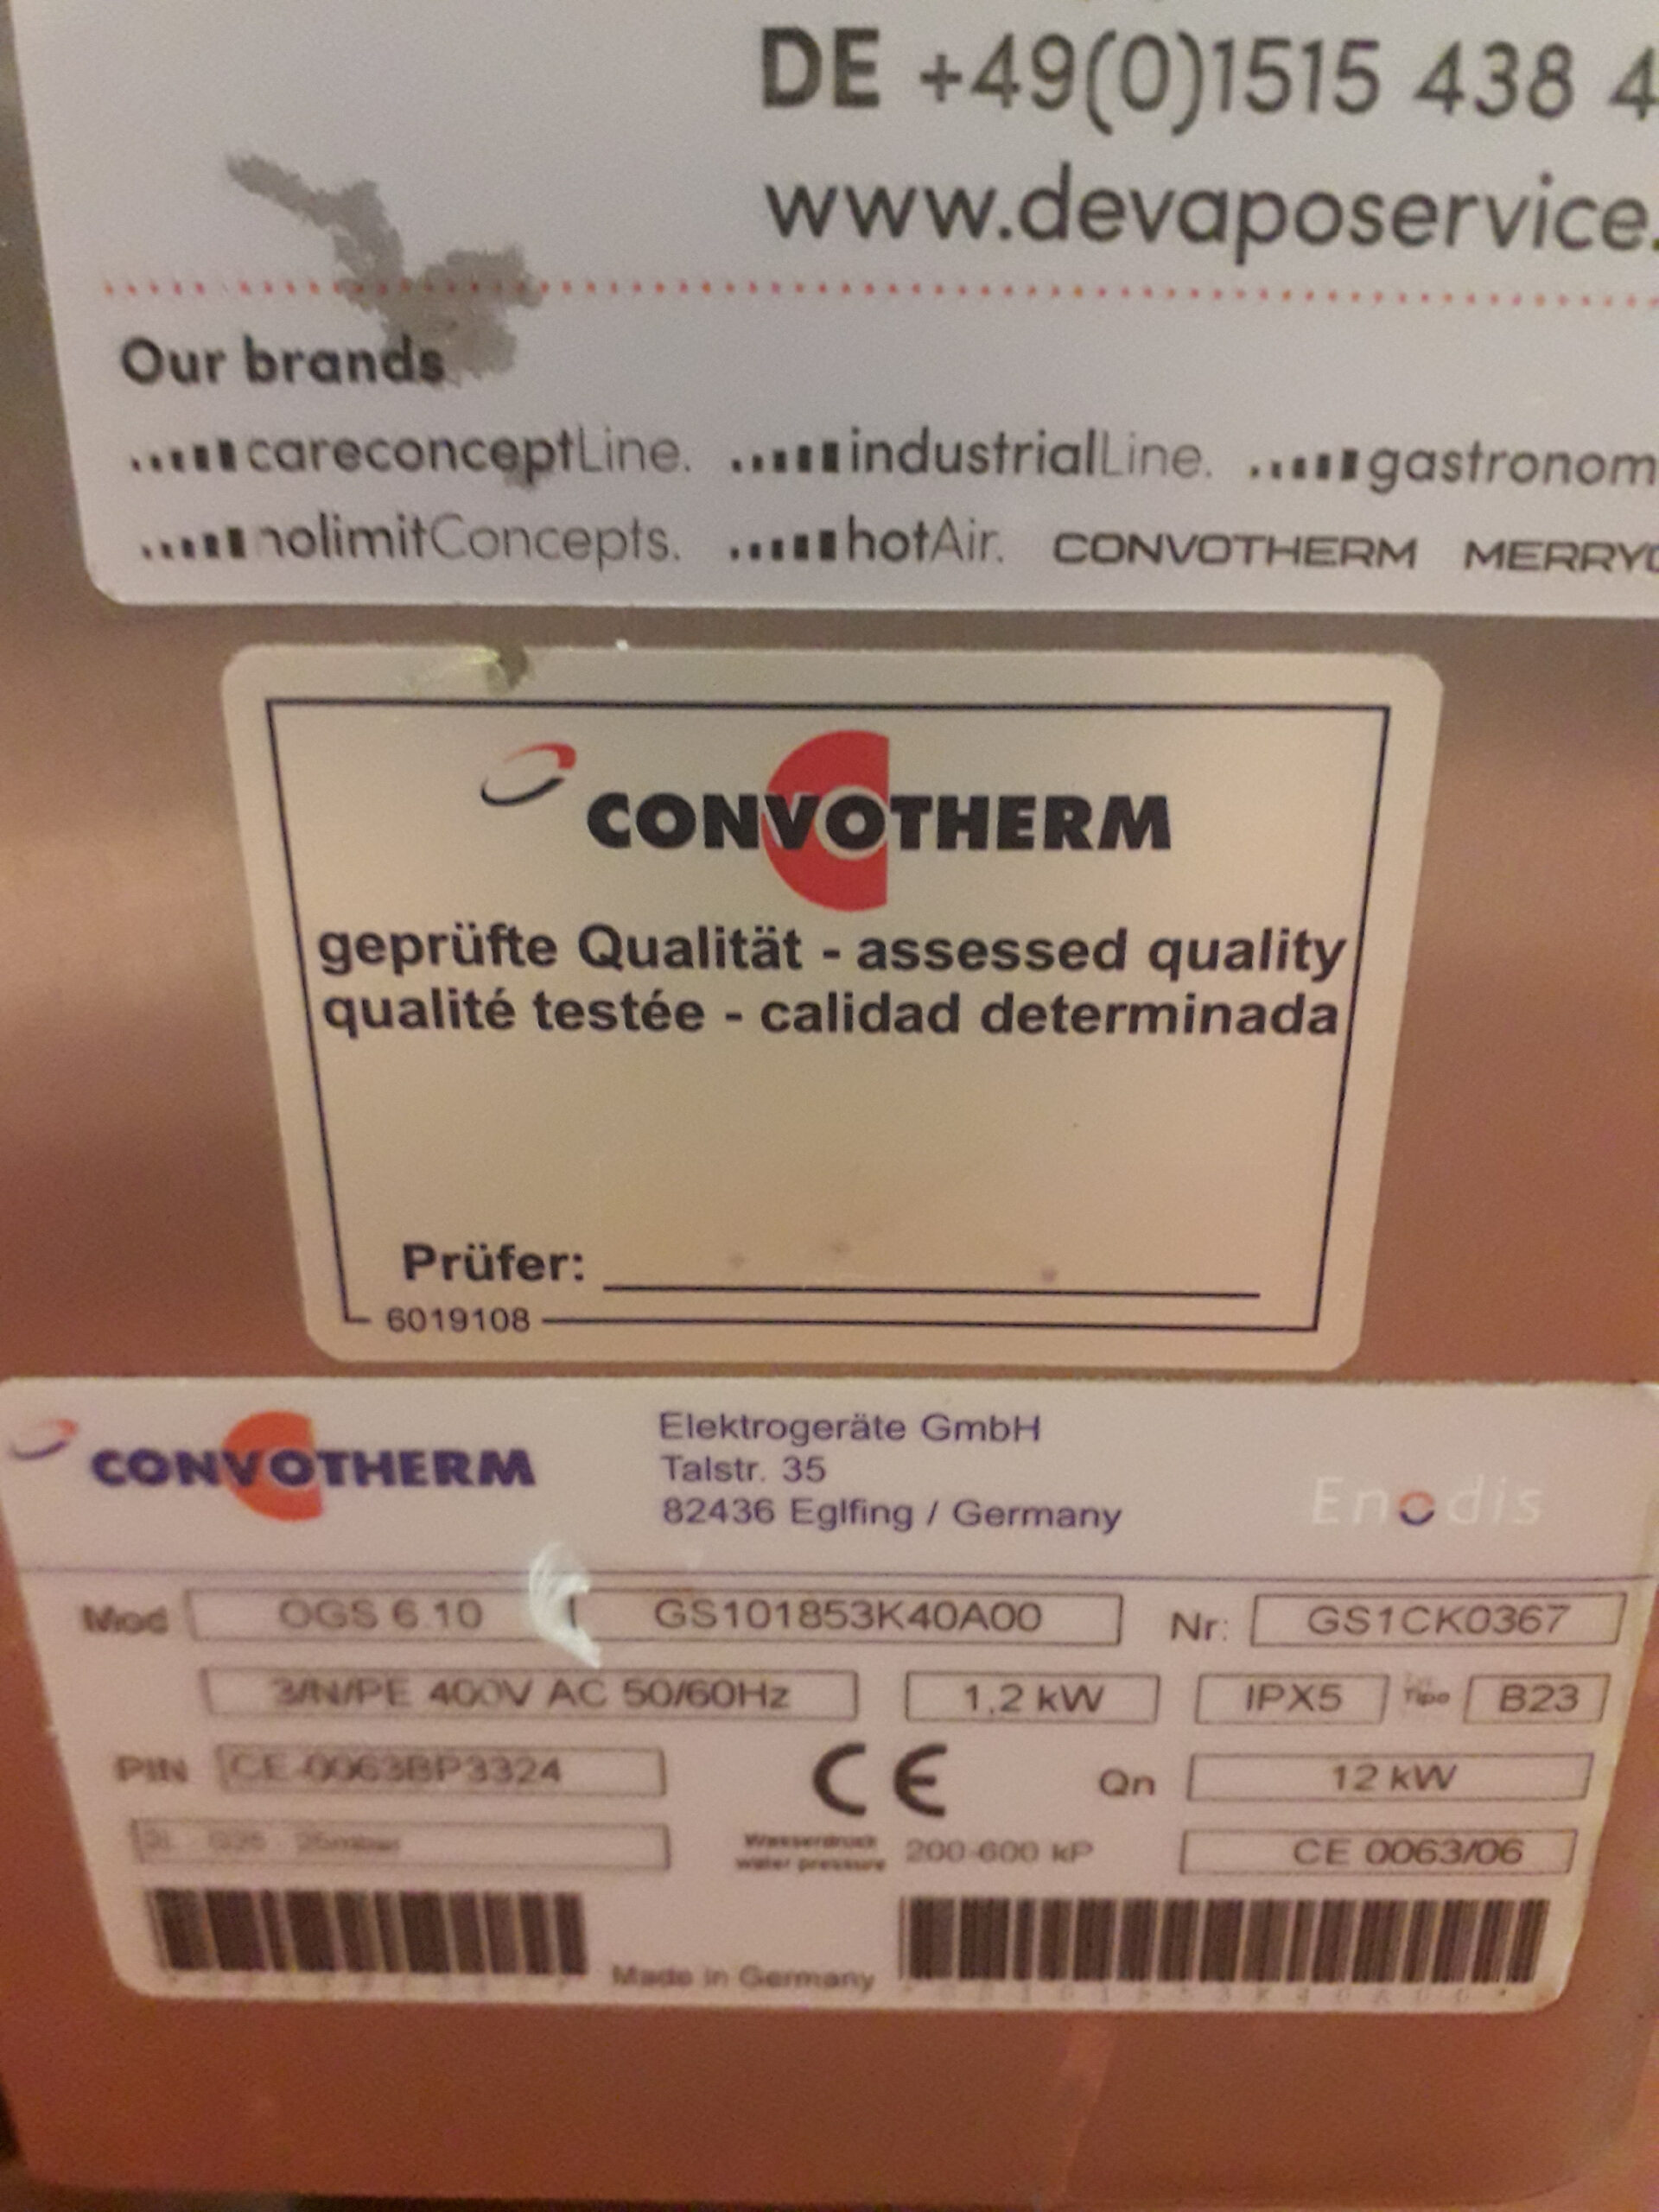 DE +49(0)1515 438 4
www.devaposervice.
Our brands
careconceptLine. industrialLine. gastronom
nolimitConcepts. hotAir. CONVOTHERM MERRYC
CONVOTHERM
geprüfte Qualität - assessed quality
qualité testée - calidad determinada
Prüfer:
6019108
CONVOTHERM
Elektrogeräte GmbH
Talstr. 35
82436 Eglfing / Germany
Enodis
Mod OGS 6.10 GS101853K40A00 Nr: GS1CK0367
3/N/PE 400V AC 50/60Hz 1,2 kW IPX5 Tipo B23
PIN CE-0063BP3324 CE Qn 12 kW
Wasserdruck
water pressure
200-600 kP CE 0063/06
Made in Germany